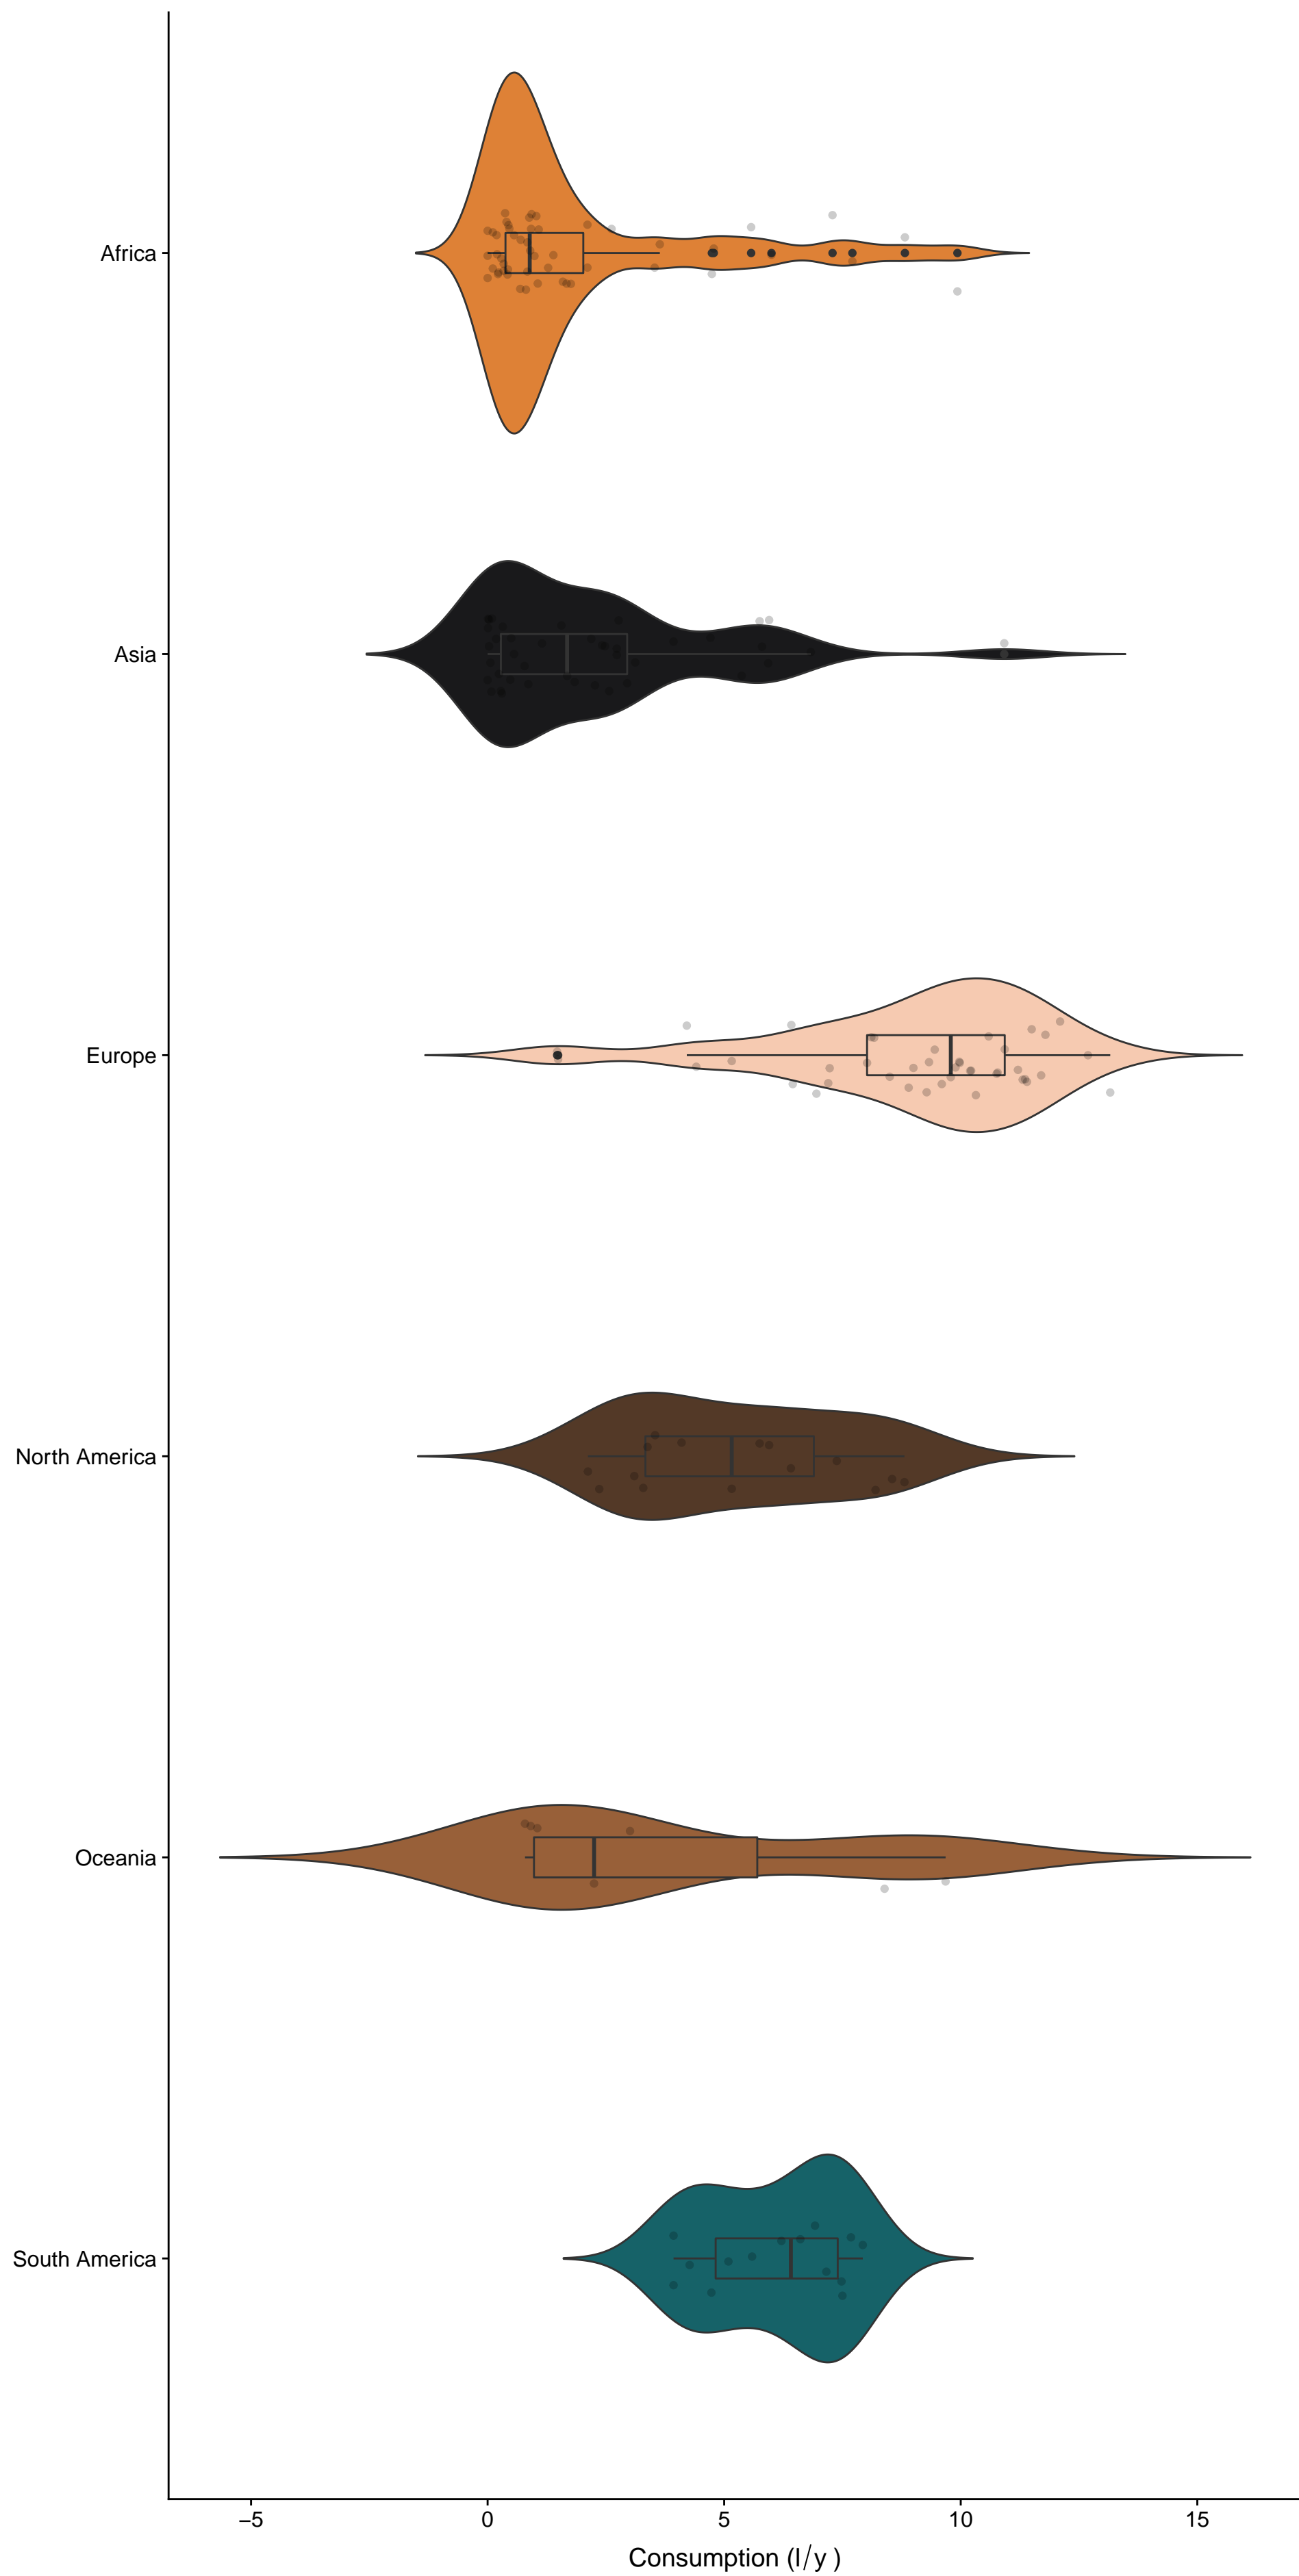 Africa
Asia
Europe
North America
Oceania
South America
−5 0 5 10 15
Consumption (l/y )